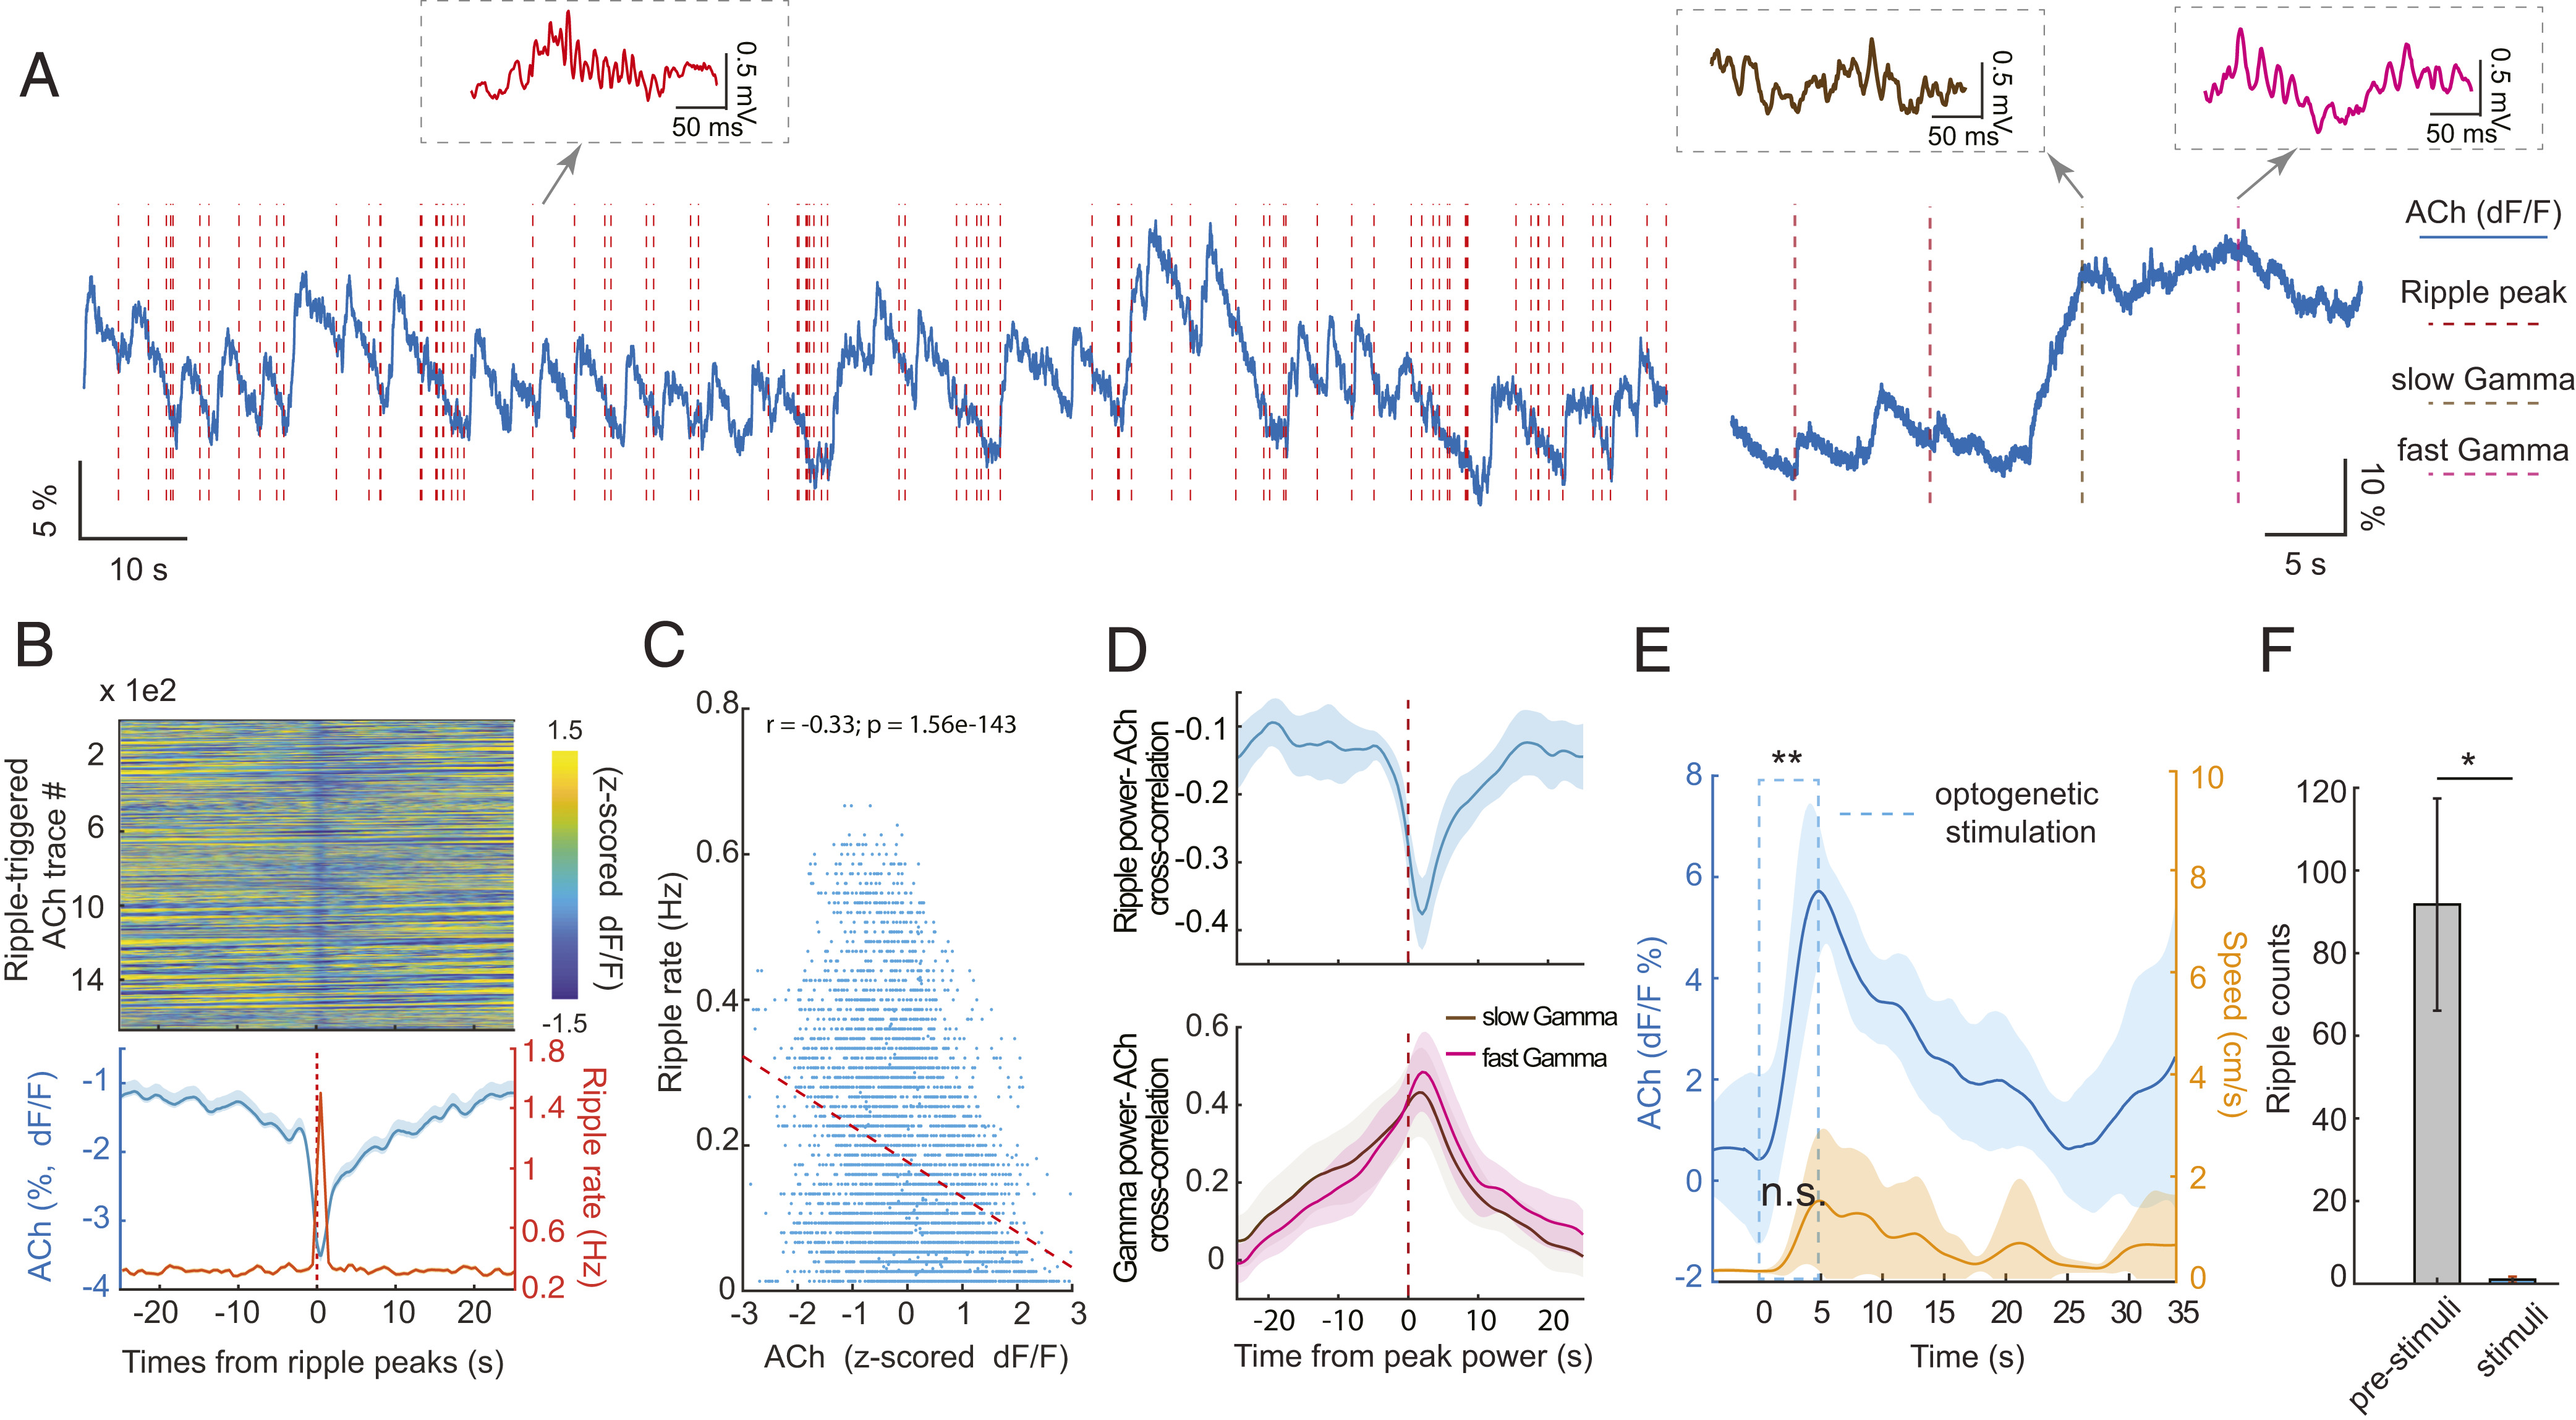 A
0.5 mV
50 ms
0.5 mV
50 ms
0.5 mV
50 ms
ACh (dF/F)
Ripple peak
slow Gamma
fast Gamma
5 %
10 s
10 %
5 s
B
x 1e2
Ripple-triggered
ACh trace #
2
6
10
14
1.5
-1.5
(z-scored dF/F)
ACh (%, dF/F)
-1
-2
-3
-4
1.8
1.4
1
0.6
0.2
Ripple rate (Hz)
-20 -10 0 10 20
Times from ripple peaks (s)
C
r = -0.33; p = 1.56e-143
Ripple rate (Hz)
0.8
0.6
0.4
0.2
0
-3 -2 -1 0 1 2 3
ACh (z-scored dF/F)
D
Ripple power-ACh
cross-correlation
-0.1
-0.2
-0.3
-0.4
slow Gamma
fast Gamma
Gamma power-ACh
cross-correlation
0.6
0.4
0.2
0
-20 -10 0 10 20
Time from peak power (s)
E
**
optogenetic
stimulation
ACh (dF/F %)
8
6
4
2
0
-2
n.s.
10
8
6
4
2
0
Speed (cm/s)
0 5 10 15 20 25 30 35
Time (s)
F
*
Ripple counts
120
100
80
60
40
20
0
pre-stimuli
stimuli